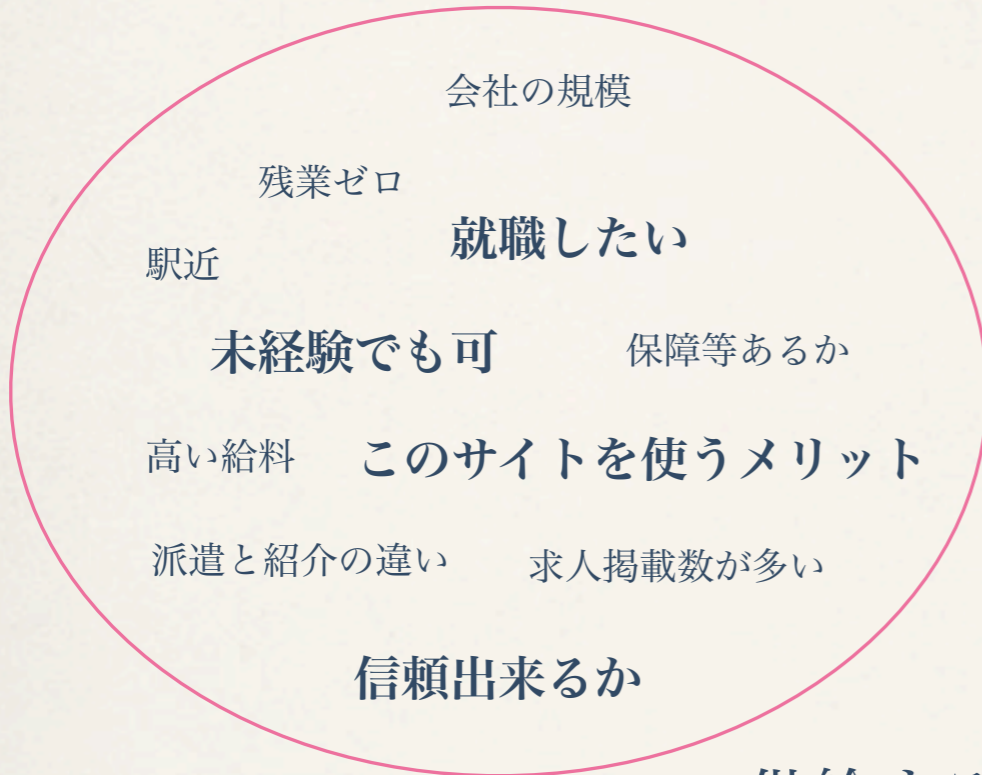 会社の規模
残業ゼロ
就職したい
駅近
未経験でも可
保障等あるか
高い給料
このサイトを使うメリット
派遣と紹介の違い
求人掲載数が多い
信頼出来るか